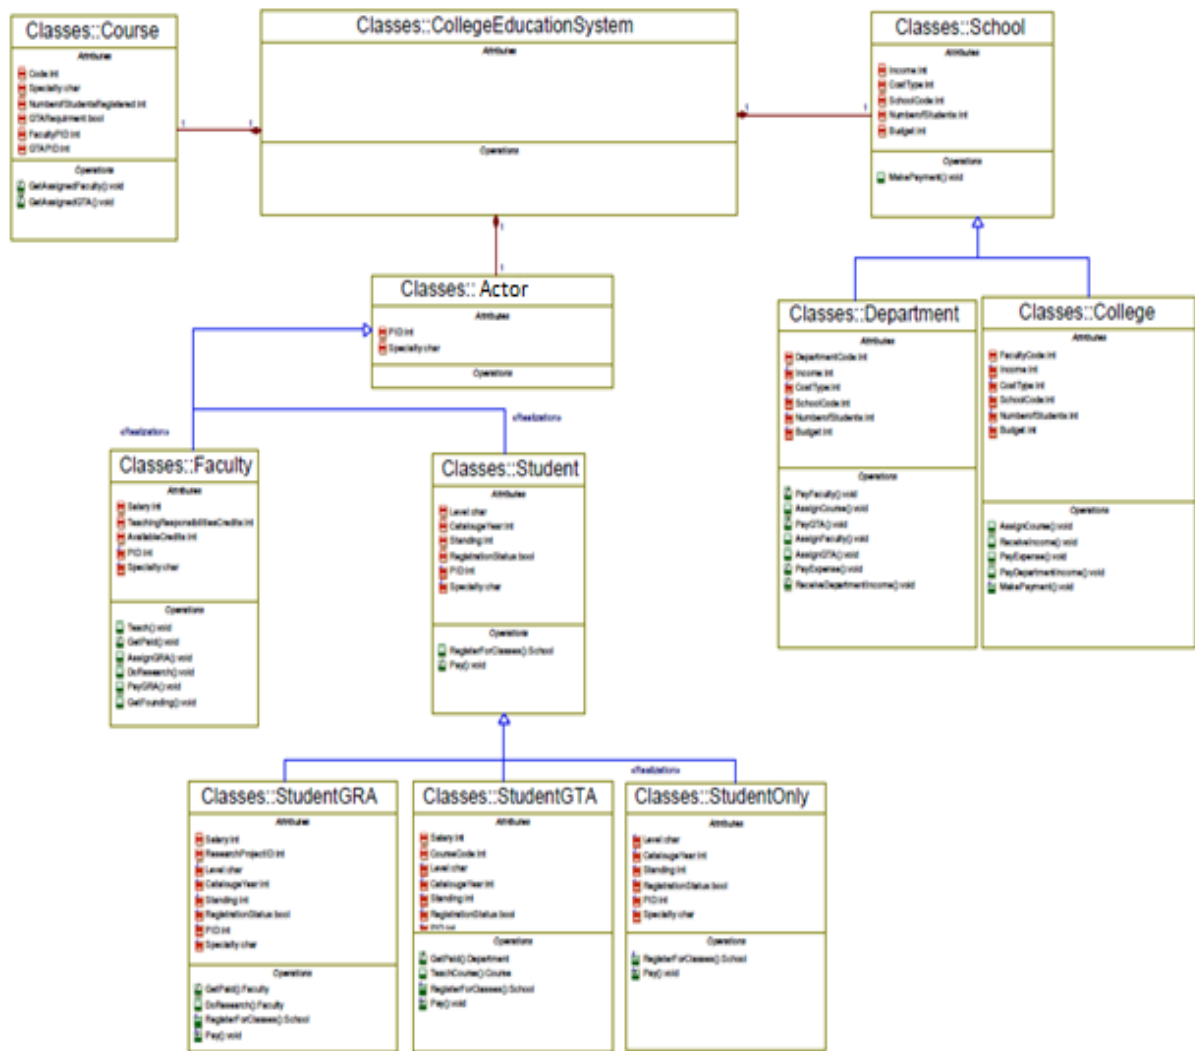 Classes::Course
Attributes
Code:int
Specialty:char
NumberofStudentsRegistered:int
GTARequirment:bool
FacultyPID:int
GTAPID:int
Operations
GetAssignedFaculty():void
GetAssignedGTA():void
1
1
Classes::CollegeEducationSystem
Attributes
Operations
1
1
Classes::School
Attributes
Income:int
CostType:int
SchoolCode:int
NumberofStudents:int
Budget:int
Operations
MakePayment():void
1
1
Classes:: Actor
Attributes
PID:int
Specialty:char
Operations
«Realization»
«Realization»
Classes::Department
Attributes
DepartmentCode:int
Income:int
CostType:int
SchoolCode:int
NumberofStudents:int
Budget:int
Operations
PayFaculty():void
AssignCourse():void
PayGTA():void
AssignFaculty():void
AssignGTA():void
PayExpense():void
ReceiveDepartmentIncome():void
Classes::College
Attributes
FacultyCode:int
Income:int
CostType:int
SchoolCode:int
NumberofStudents:int
Budget:int
Operations
AssignCourse():void
ReceiveIncome():void
PayExpense():void
PayDepartmentIncome():void
MakePayment():void
Classes::Faculty
Attributes
Salary:int
TeachingResponsibilitiesCredits:int
AvailableCredits:int
PID:int
Specialty:char
Operations
Teach():void
GetPaid():void
AssignGRA():void
DoResearch():void
PayGRA():void
GetFounding():void
Classes::Student
Attributes
Level:char
CatalougeYear:int
Standing:int
RegistrationStatus:bool
PID:int
Specialty:char
Operations
RegisterForClasses():School
Pay():void
«Realization»
Classes::StudentGRA
Attributes
Salary:int
ResearchProjectID:int
Level:char
CatalougeYear:int
Standing:int
RegistrationStatus:bool
PID:int
Specialty:char
Operations
GetPaid():Faculty
DoResearch():Faculty
RegisterForClasses():School
Pay():void
Classes::StudentGTA
Attributes
Salary:int
CourseCode:int
Level:char
CatalougeYear:int
Standing:int
RegistrationStatus:bool
Operations
GetPaid():Department
TeachCourse():Course
RegisterForClasses():School
Pay():void
Classes::StudentOnly
Attributes
Level:char
CatalougeYear:int
Standing:int
RegistrationStatus:bool
PID:int
Specialty:char
Operations
RegisterForClasses():School
Pay():void